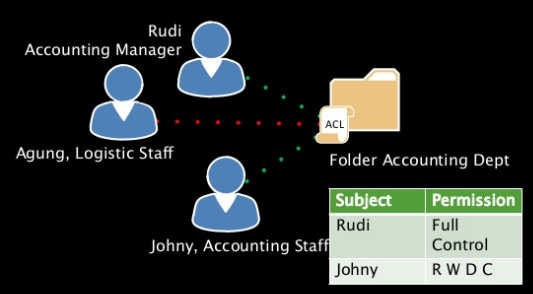 Rudi
Accounting Manager
Agung, Logistic Staff
Johny, Accounting Staff
ACL
Folder Accounting Dept
Subject Permission
Rudi Full
Control
Johny R W D C